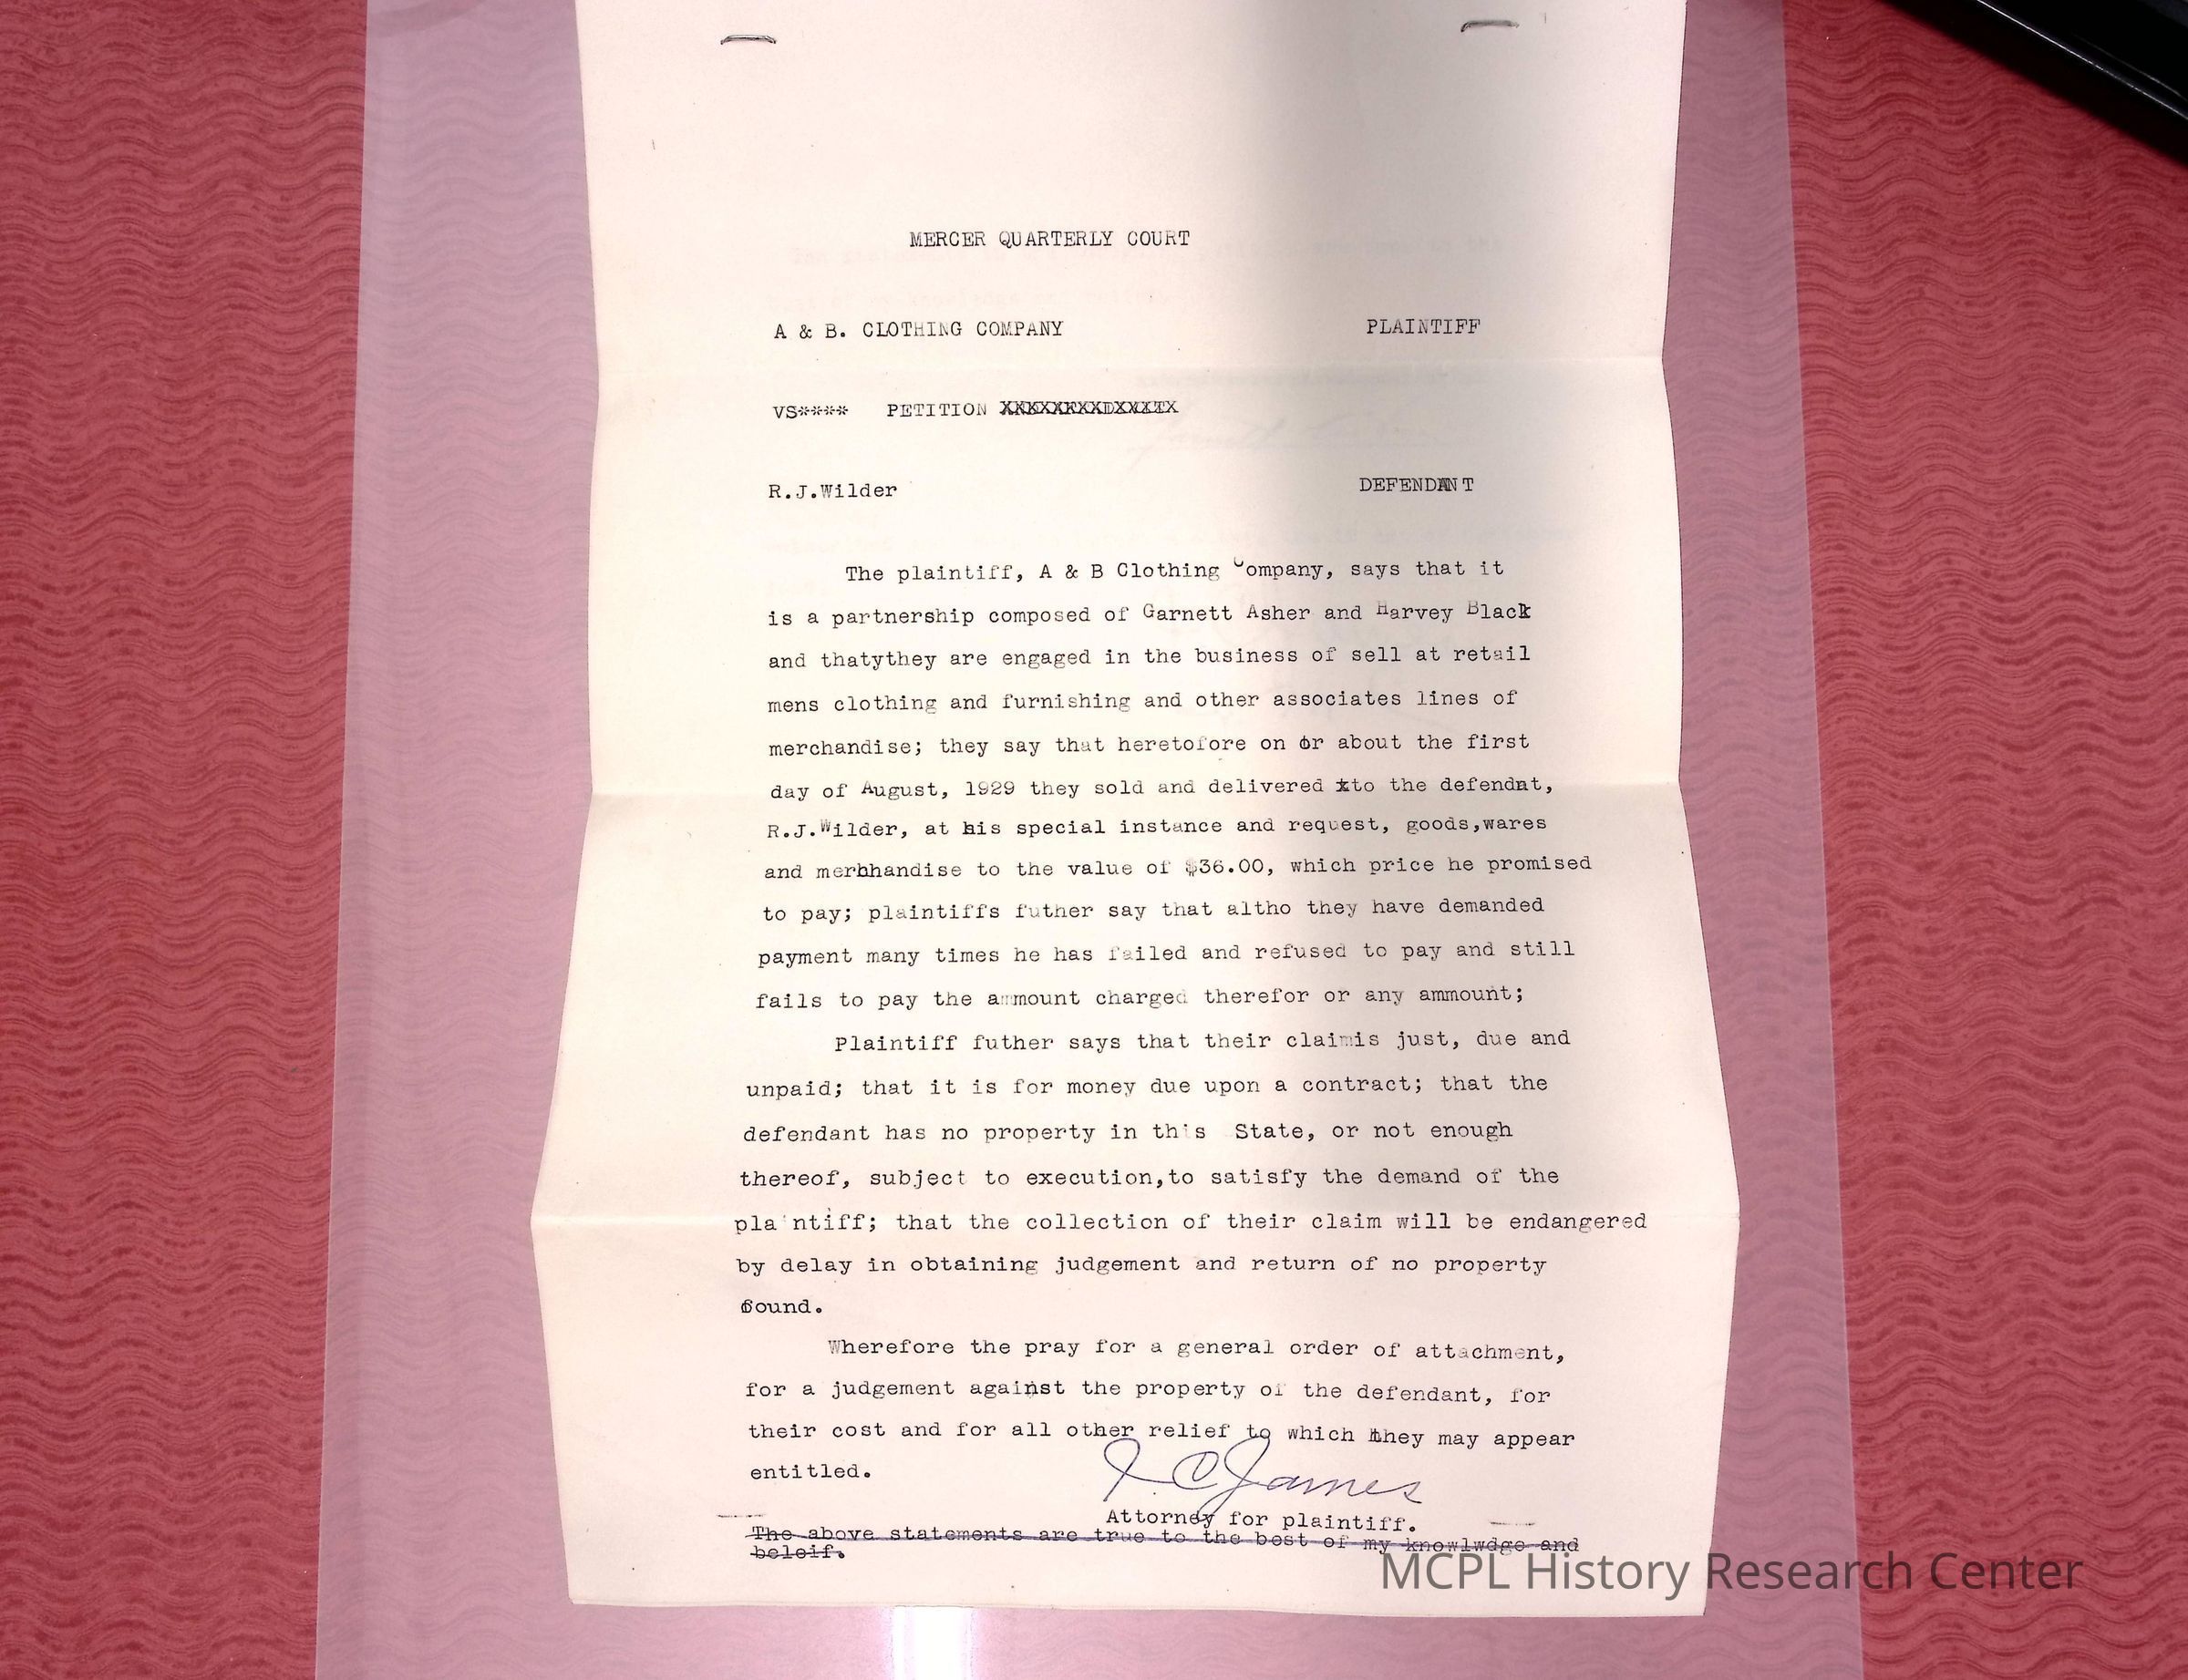 MERCER QUARTERLY COURT
A & B. CLOTHING COMPANY PLAINTIFF
VS**** PETITION
R.J.Wilder DEFENDANT
The plaintiff, A & B Clothing Company, says that it
is a partnership composed of Garnett Asher and Harvey Black
and thatythey are engaged in the business of sell at retail
mens clothing and furnishing and other associates lines of
merchandise; they say that heretofore on or about the first
day of August, 1929 they sold and delivered xto the defendnt,
R.J.Wilder, at his special instance and request, goods,wares
and merhhandise to the value of $36.00, which price he promised
to pay; plaintiffs futher say that altho they have demanded
payment many times he has failed and refused to pay and still
fails to pay the ammount charged therefor or any ammount;
Plaintiff futher says that their claimis just, due and
unpaid; that it is for money due upon a contract; that the
defendant has no property in this State, or not enough
thereof, subject to execution,to satisfy the demand of the
plaintiff; that the collection of their claim will be endangered
by delay in obtaining judgement and return of no property
found.
Wherefore the pray for a general order of attachment,
for a judgement against the property of the defendant, for
their cost and for all other relief to which they may appear
entitled.
J C James
Attorney for plaintiff.
The above statements are true to the best of my knowlwdge and
beleif.
MCPL History Research Center